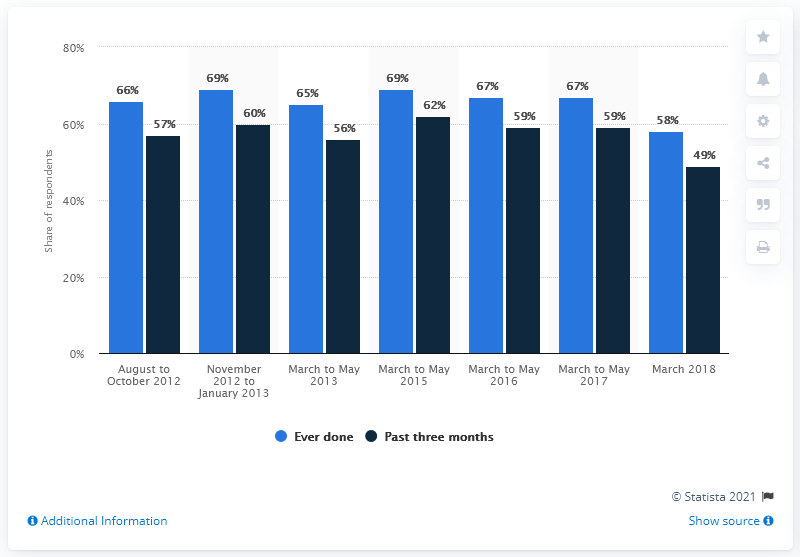 80%
60%
40%
20%
0%
Share of respondents
66%
57%
69%
60%
65%
56%
69%
62%
67%
59%
67%
59%
58%
49%
August to
October 2012
November
2012 to
January 2013
March to May
2013
March to May
2015
March to May
2016
March to May
2017
March 2018
Ever done
Past three months
© Statista 2021
Additional Information
Show source